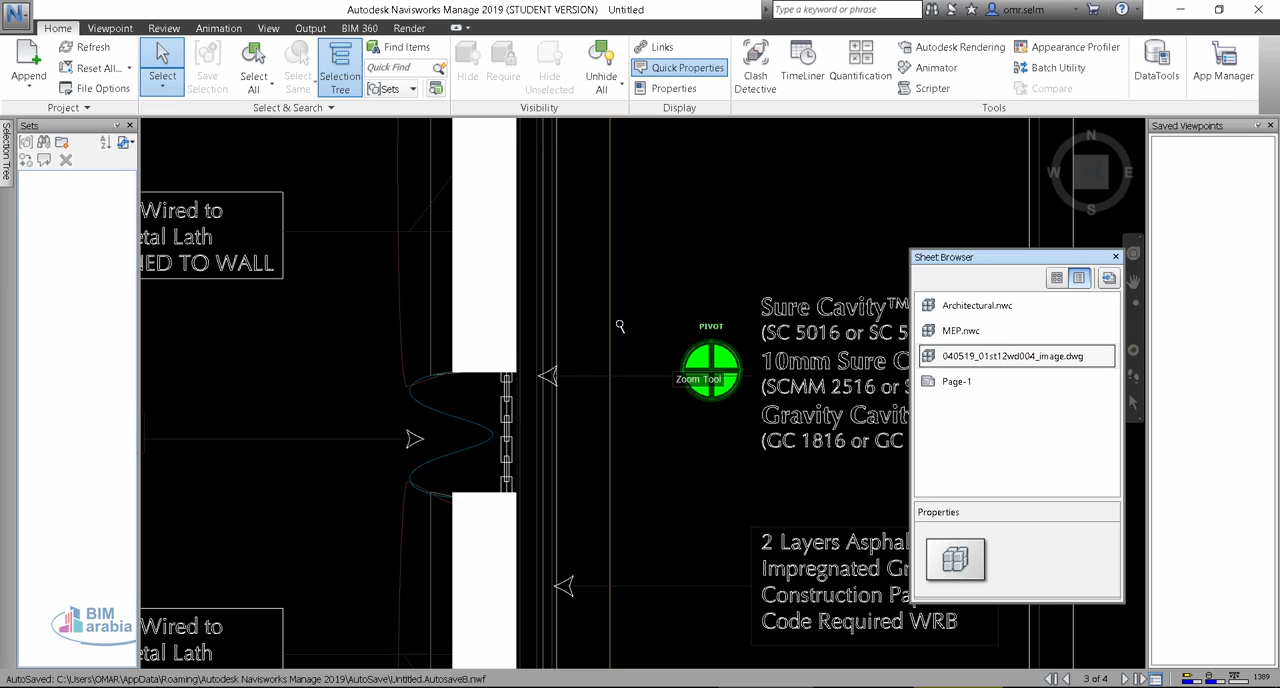 Autodesk Navisworks Manage 2019 (STUDENT VERSION) Untitled
Type a keyword or phrase
omr.selm
Home Viewpoint Review Animation View Output BIM 360 Render
Append
Refresh
Reset All...
File Options
Project
Select
Save Selection
Select All
Select Same
Selection Tree
Find Items
Quick Find
Sets
Select & Search
Hide
Require
Hide Unselected
Unhide All
Visibility
Links
Quick Properties
Properties
Display
Clash Detective
TimeLiner
Quantification
Autodesk Rendering
Animator
Scripter
Appearance Profiler
Batch Utility
Compare
Tools
DataTools
App Manager
Selection Tree
Sets
Saved Viewpoints
N
W
E
S
Wired to
etal Lath
NED TO WALL
Wired to
etal Lath
PIVOT
Zoom Tool
Sure Cavity™
(SC 5016 or SC 5
10mm Sure C
(SCMM 2516 or
Gravity Cavit
(GC 1816 or GC
2 Layers Asphal
Impregnated Gr
Construction Pa
Code Required WRB
Sheet Browser
Architectural.nwc
MEP.nwc
040519_01st12wd004_image.dwg
Page-1
Properties
BIM
arabia
AutoSaved: C:\Users\OMAR\AppData\Roaming\Autodesk Navisworks Manage 2019\AutoSave\Untitled.Autosave8.nwf
3 of 4
1389